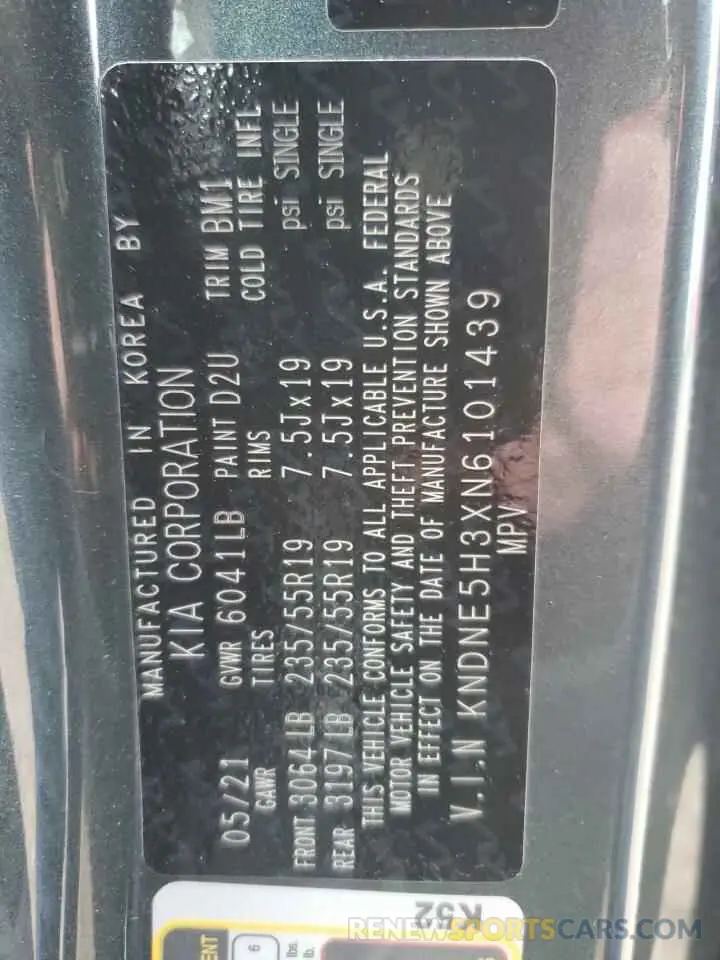 MANUFACTURED IN KOREA BY
KIA CORPORATION
05/21 GVWR 6041LB PAINT D2U TRIM BM1
GAWR TIRES RIMS COLD TIRE INFL
FRONT 3064LB 235/55R19 7.5Jx19 psi SINGLE
REAR 3197LB 235/55R19 7.5Jx19 psi SINGLE
THIS VEHICLE CONFORMS TO ALL APPLICABLE U.S.A. FEDERAL
MOTOR VEHICLE SAFETY AND THEFT PREVENTION STANDARDS
IN EFFECT ON THE DATE OF MANUFACTURE SHOWN ABOVE
V.I.N KNDNE5H3XN6101439
MPV
K52
6
lbs.
lb.
RENEWSPORTSCARS.COM